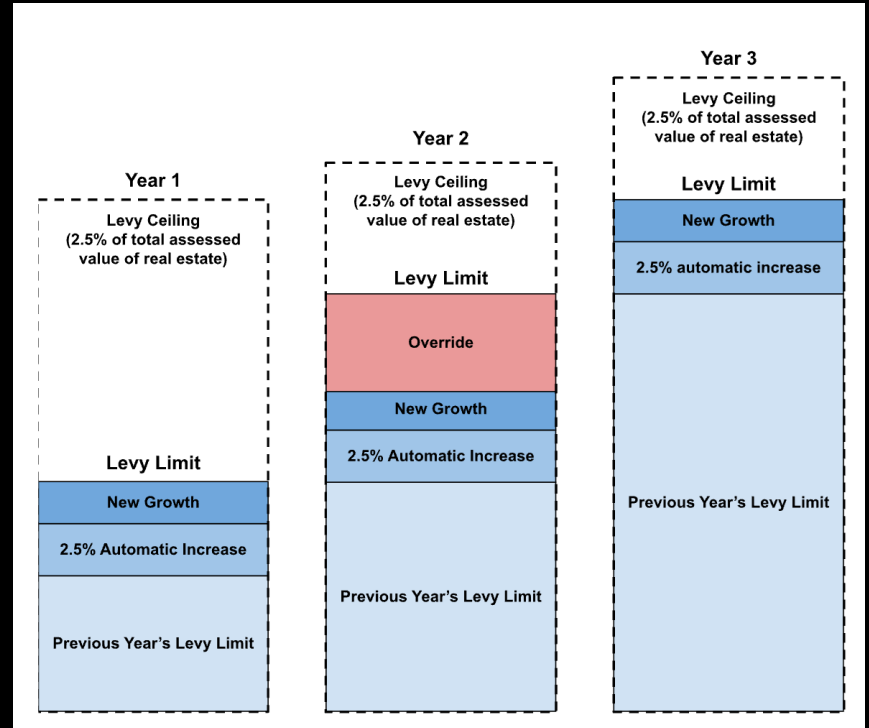 Year 1
Levy Ceiling
(2.5% of total assessed
value of real estate)
Levy Limit
New Growth
2.5% Automatic Increase
Previous Year's Levy Limit
Year 2
Levy Ceiling
(2.5% of total assessed
value of real estate)
Levy Limit
Override
New Growth
2.5% Automatic Increase
Previous Year's Levy Limit
Year 3
Levy Ceiling
(2.5% of total assessed
value of real estate)
Levy Limit
New Growth
2.5% automatic increase
Previous Year's Levy Limit